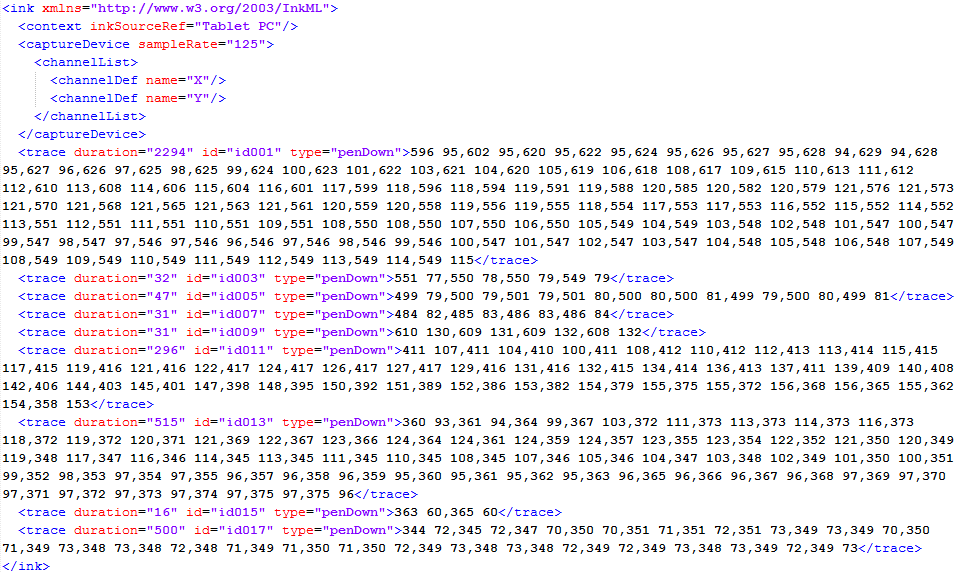 <ink xmlns="http://www.w3.org/2003/InkML">
<context inkSourceRef="Tablet PC"/>
<captureDevice sampleRate="125">
<channelList>
<channelDef name="X"/>
<channelDef name="Y"/>
</channelList>
</captureDevice>
<trace duration="2294" id="id001" type="penDown">596 95,602 95,620 95,622 95,624 95,626 95,627 95,628 94,629 94,628
95,627 96,626 97,625 98,625 99,624 100,623 101,622 103,621 104,620 105,619 106,618 108,617 109,615 110,613 111,612
112,610 113,608 114,606 115,604 116,601 117,599 118,596 118,594 119,591 119,588 120,585 120,582 120,579 121,576 121,573
121,570 121,568 121,565 121,563 121,561 120,559 120,558 119,556 119,555 118,554 117,553 117,553 116,552 115,552 114,552
113,551 112,551 111,551 110,551 109,551 108,550 108,550 107,550 106,550 105,549 104,549 103,548 102,548 101,547 100,547
99,547 98,547 97,546 97,546 96,546 97,546 98,546 99,546 100,547 101,547 102,547 103,547 104,548 105,548 106,548 107,549
108,549 109,549 110,549 111,549 112,549 113,549 114,549 115</trace>
<trace duration="32" id="id003" type="penDown">551 77,550 78,550 79,549 79</trace>
<trace duration="47" id="id005" type="penDown">499 79,500 79,501 79,501 80,500 80,500 81,499 79,500 80,499 81</trace>
<trace duration="31" id="id007" type="penDown">484 82,485 83,486 83,486 84</trace>
<trace duration="31" id="id009" type="penDown">610 130,609 131,609 132,608 132</trace>
<trace duration="296" id="id011" type="penDown">411 107,411 104,410 100,411 108,412 110,412 112,413 113,414 115,415
117,415 119,416 121,416 122,417 124,417 126,417 127,417 129,416 131,416 132,415 134,414 136,413 137,411 139,409 140,408
142,406 144,403 145,401 147,398 148,395 150,392 151,389 152,386 153,382 154,379 155,375 155,372 156,368 156,365 155,362
154,358 153</trace>
<trace duration="515" id="id013" type="penDown">360 93,361 94,364 99,367 103,372 111,373 113,373 114,373 116,373
118,372 119,372 120,371 121,369 122,367 123,366 124,364 124,361 124,359 124,357 123,355 123,354 122,352 121,350 120,349
119,348 117,347 116,346 114,345 113,345 111,345 110,345 108,345 107,346 105,346 104,347 103,348 102,349 101,350 100,351
99,352 98,353 97,354 97,355 96,357 96,358 96,359 95,360 95,361 95,362 95,363 96,365 96,366 96,367 96,368 97,369 97,370
97,371 97,372 97,373 97,374 97,375 97,375 96</trace>
<trace duration="16" id="id015" type="penDown">363 60,365 60</trace>
<trace duration="500" id="id017" type="penDown">344 72,345 72,347 70,350 70,351 71,351 72,351 73,349 73,349 70,350
71,349 73,348 73,348 72,348 71,349 71,350 71,350 72,349 73,348 73,348 72,349 72,349 72,349 73,348 73,348 72,349 73</trace>
</ink>